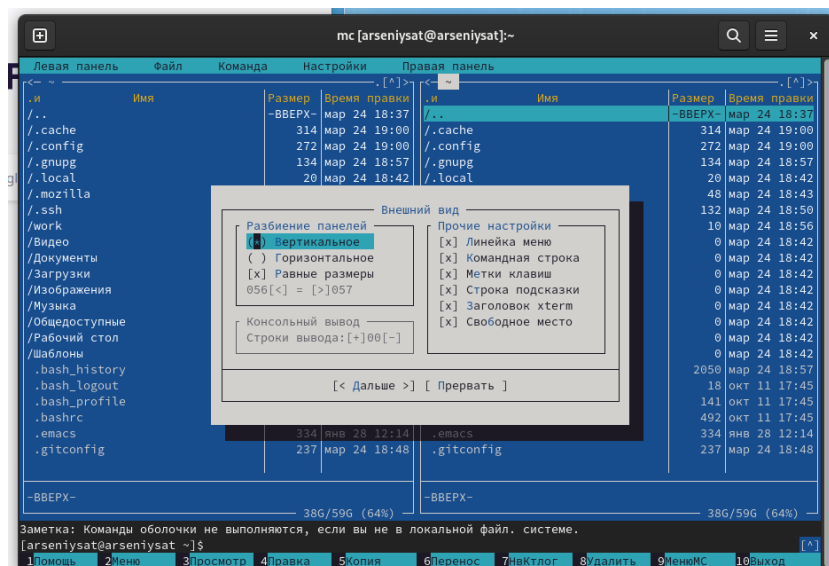 mc [arseniysat@arseniysat]:~
Левая панель Файл Команда Настройки Правая панель
<— ~ .[^]> <— ~ .[^]>
.и Имя Размер Время правки .и Имя Размер Время правки
/.. -ВВЕРХ- мар 24 18:37 /.. -ВВЕРХ- мар 24 18:37
/.cache 314 мар 24 19:00 /.cache 314 мар 24 19:00
/.config 272 мар 24 19:00 /.config 272 мар 24 19:00
/.gnupg 134 мар 24 18:57 /.gnupg 134 мар 24 18:57
/.local 20 мар 24 18:42 /.local 20 мар 24 18:42
/.mozilla 48 мар 24 18:43
/.ssh Внешний вид 132 мар 24 18:50
/work Разбиение панелей Прочие настройки 10 мар 24 18:56
/Видео (*) Вертикальное [x] Линейка меню 0 мар 24 18:42
/Документы ( ) Горизонтальное [x] Командная строка 0 мар 24 18:42
/Загрузки [x] Равные размеры [x] Метки клавиш 0 мар 24 18:42
/Изображения 056[<] = [>]057 [x] Строка подсказки 0 мар 24 18:42
/Музыка [x] Заголовок xterm 0 мар 24 18:42
/Общедоступные Консольный вывод [x] Свободное место 0 мар 24 18:42
/Рабочий стол Строки вывода:[+]00[-] 0 мар 24 18:42
/Шаблоны 0 мар 24 18:42
.bash_history 2050 мар 24 18:57
.bash_logout [< Дальше >] [ Прервать ] 18 окт 11 17:45
.bash_profile 141 окт 11 17:45
.bashrc 492 окт 11 17:45
.emacs 334 янв 28 12:14 .emacs 334 янв 28 12:14
.gitconfig 237 мар 24 18:48 .gitconfig 237 мар 24 18:48
-ВВЕРХ- -ВВЕРХ-
38G/59G (64%) 38G/59G (64%)
Заметка: Команды оболочки не выполняются, если вы не в локальной файл. системе.
[arseniysat@arseniysat ~]$ [^]
1Помощь 2Меню 3Просмотр 4Правка 5Копия 6Перенос 7НвКтлог 8Удалить 9МенюМС 10Выход